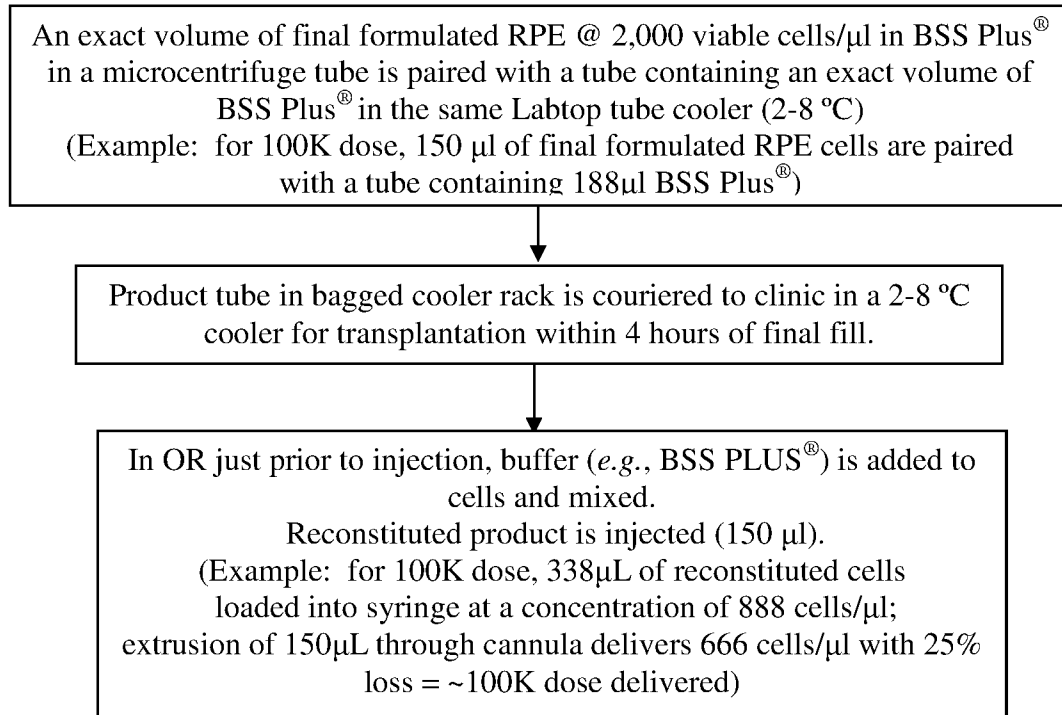 An exact volume of final formulated RPE @ 2,000 viable cells/µl in BSS Plus®
in a microcentrifuge tube is paired with a tube containing an exact volume of
BSS Plus® in the same Labtop tube cooler (2-8 ºC)
(Example: for 100K dose, 150 µl of final formulated RPE cells are paired
with a tube containing 188µl BSS Plus®)
Product tube in bagged cooler rack is couriered to clinic in a 2-8 ºC
cooler for transplantation within 4 hours of final fill.
In OR just prior to injection, buffer (e.g., BSS PLUS®) is added to
cells and mixed.
Reconstituted product is injected (150 µl).
(Example: for 100K dose, 338µL of reconstituted cells
loaded into syringe at a concentration of 888 cells/µl;
extrusion of 150µL through cannula delivers 666 cells/µl with 25%
loss = ~100K dose delivered)